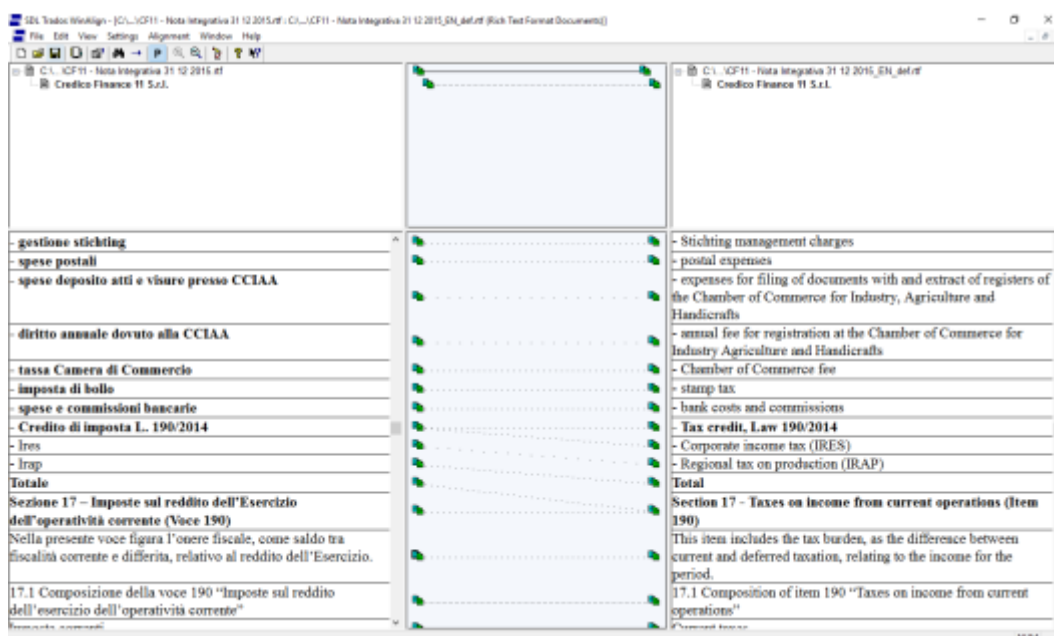 SDL Trados WinAlign - [C:\...\CF11 - Nota Integrativa 31 12 2015.rtf : C:\...\CF11 - Nota Integrativa 31 12 2015_EN_def.rtf (Rich Text Format Documents)]
File Edit View Settings Alignment Window Help
C:\...\CF11 - Nota Integrativa 31 12 2015.rtf
Credico Finance 11 S.r.l.
C:\...\CF11 - Nota Integrativa 31 12 2015_EN_def.rtf
Credico Finance 11 S.r.l.
- gestione stichting
- spese postali
- spese deposito atti e visure presso CCIAA
- diritto annuale dovuto alla CCIAA
- tassa Camera di Commercio
- imposta di bollo
- spese e commissioni bancarie
- Credito di imposta L. 190/2014
- Ires
- Irap
Totale
Sezione 17 – Imposte sul reddito dell'Esercizio
dell'operatività corrente (Voce 190)
Nella presente voce figura l'onere fiscale, come saldo tra
fiscalità corrente e differita, relativo al reddito dell'Esercizio.
17.1 Composizione della voce 190 “Imposte sul reddito
dell'esercizio dell'operatività corrente”
Imposte correnti
- Stichting management charges
- postal expenses
- expenses for filing of documents with and extract of registers of
the Chamber of Commerce for Industry, Agriculture and
Handicrafts
- annual fee for registration at the Chamber of Commerce for
Industry Agriculture and Handicrafts
- Chamber of Commerce fee
- stamp tax
- bank costs and commissions
- Tax credit, Law 190/2014
- Corporate income tax (IRES)
- Regional tax on production (IRAP)
Total
Section 17 - Taxes on income from current operations (Item
190)
This item includes the tax burden, as the difference between
current and deferred taxation, relating to the income for the
period.
17.1 Composition of item 190 “Taxes on income from current
operations”
Current taxes